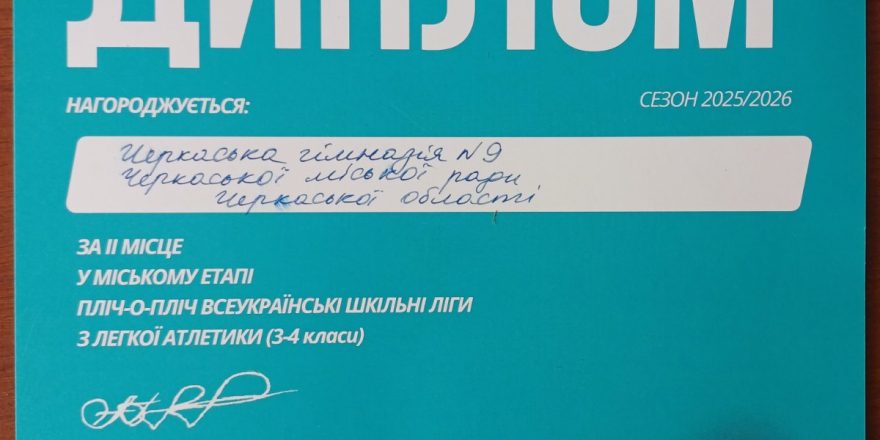 ДИПЛОМ
НАГОРОДЖУЄТЬСЯ:
СЕЗОН 2025/2026
Черкаська гімназія №9
Черкаської міської ради
Черкаської області
ЗА ІІ МІСЦЕ
У МІСЬКОМУ ЕТАПІ
ПЛІЧ-О-ПЛІЧ ВСЕУКРАЇНСЬКІ ШКІЛЬНІ ЛІГИ
З ЛЕГКОЇ АТЛЕТИКИ (3-4 класи)